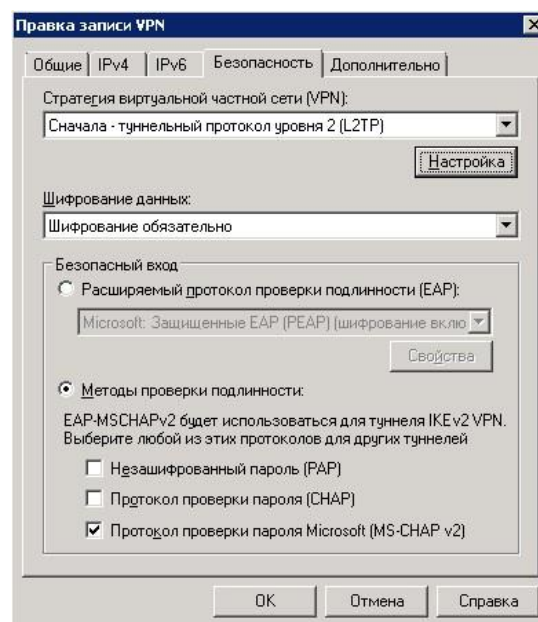 Правка записи VPN
Общие IPv4 IPv6 Безопасность Дополнительно
Стратегия виртуальной частной сети (VPN):
Сначала - туннельный протокол уровня 2 (L2TP)
Настройка
Шифрование данных:
Шифрование обязательно
Безопасный вход
Расширяемый протокол проверки подлинности (EAP):
Microsoft: Защищенные EAP (PEAP) (шифрование вклю
Свойства
Методы проверки подлинности:
EAP-MSCHAPv2 будет использоваться для туннеля IKEv2 VPN.
Выберите любой из этих протоколов для других туннелей
Незашифрованный пароль (PAP)
Протокол проверки пароля (CHAP)
Протокол проверки пароля Microsoft (MS-CHAP v2)
OK Отмена Справка